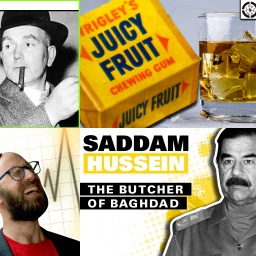 WRIGLEY'S
JUICY
FRUIT
CHEWING GUM
JUICY FRUIT
SADDAM
HUSSEIN
THE BUTCHER
OF BAGHDAD